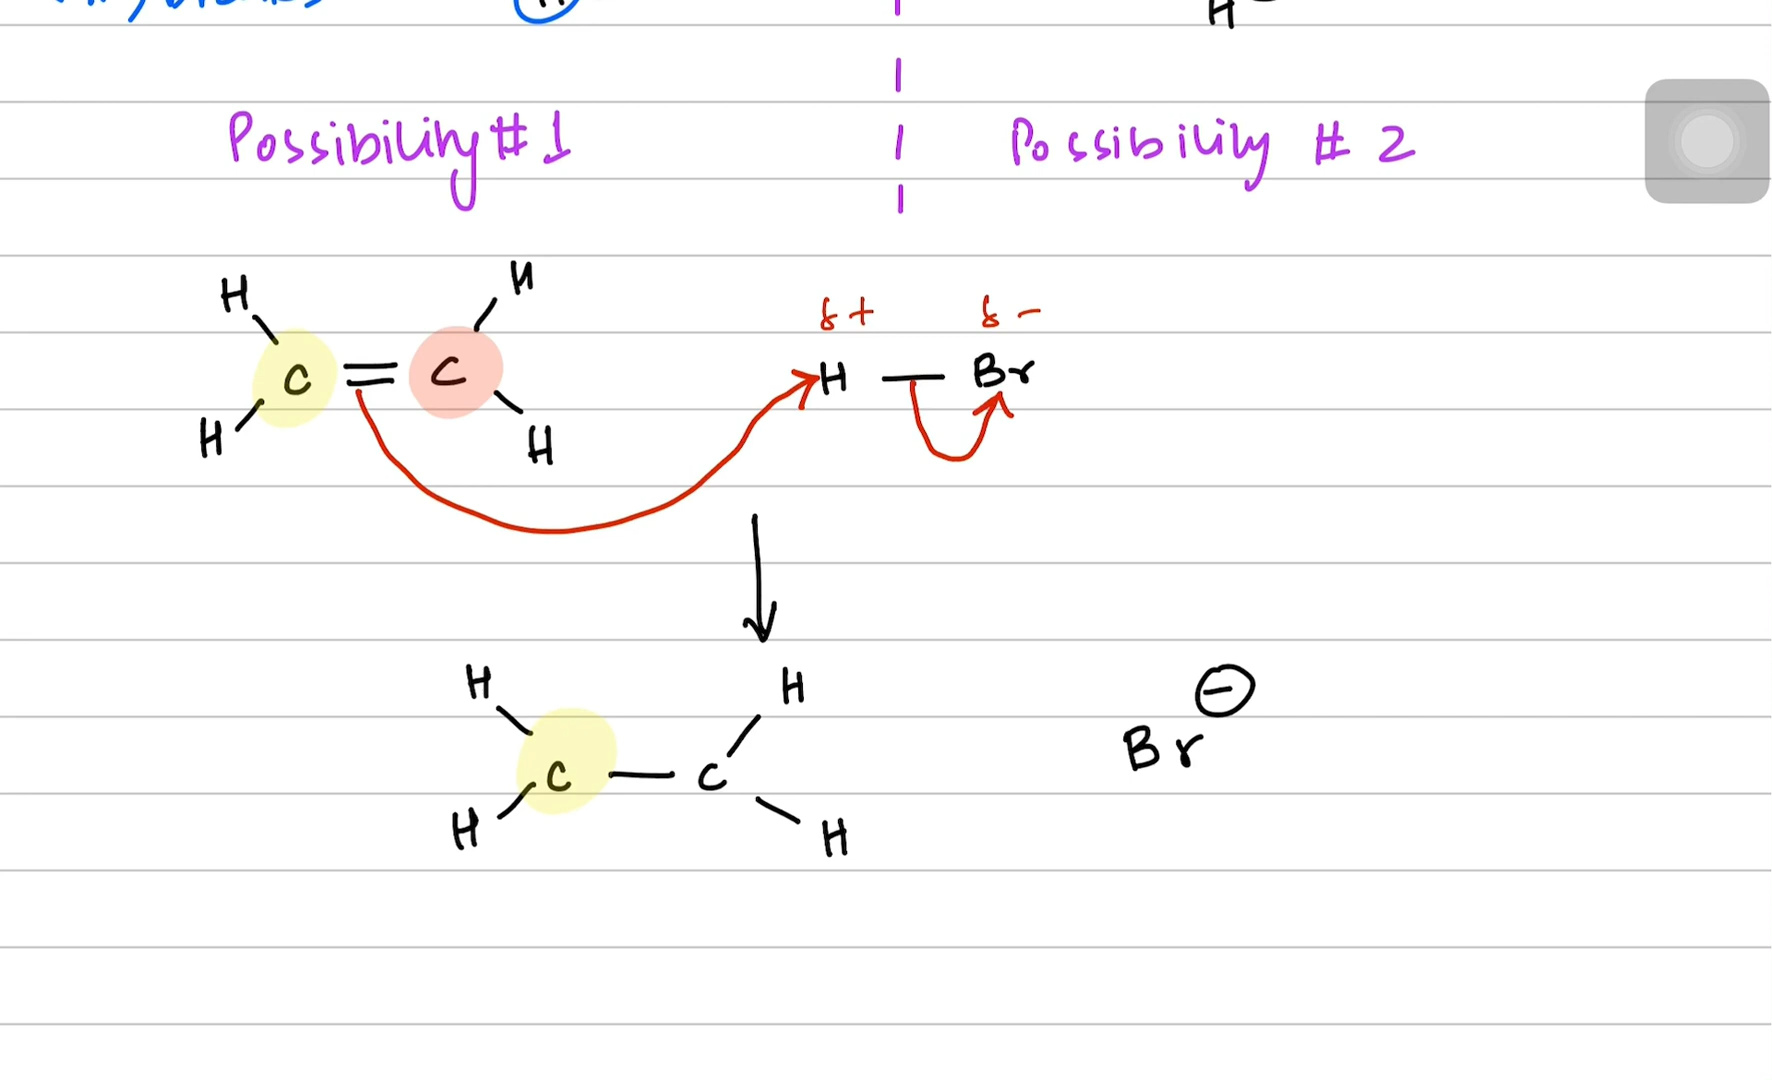 H
Possibility # 1 Possibility # 2
H H
δ+ δ-
C = C H — Br
H H
H H
Br ⊖
C — C
H H